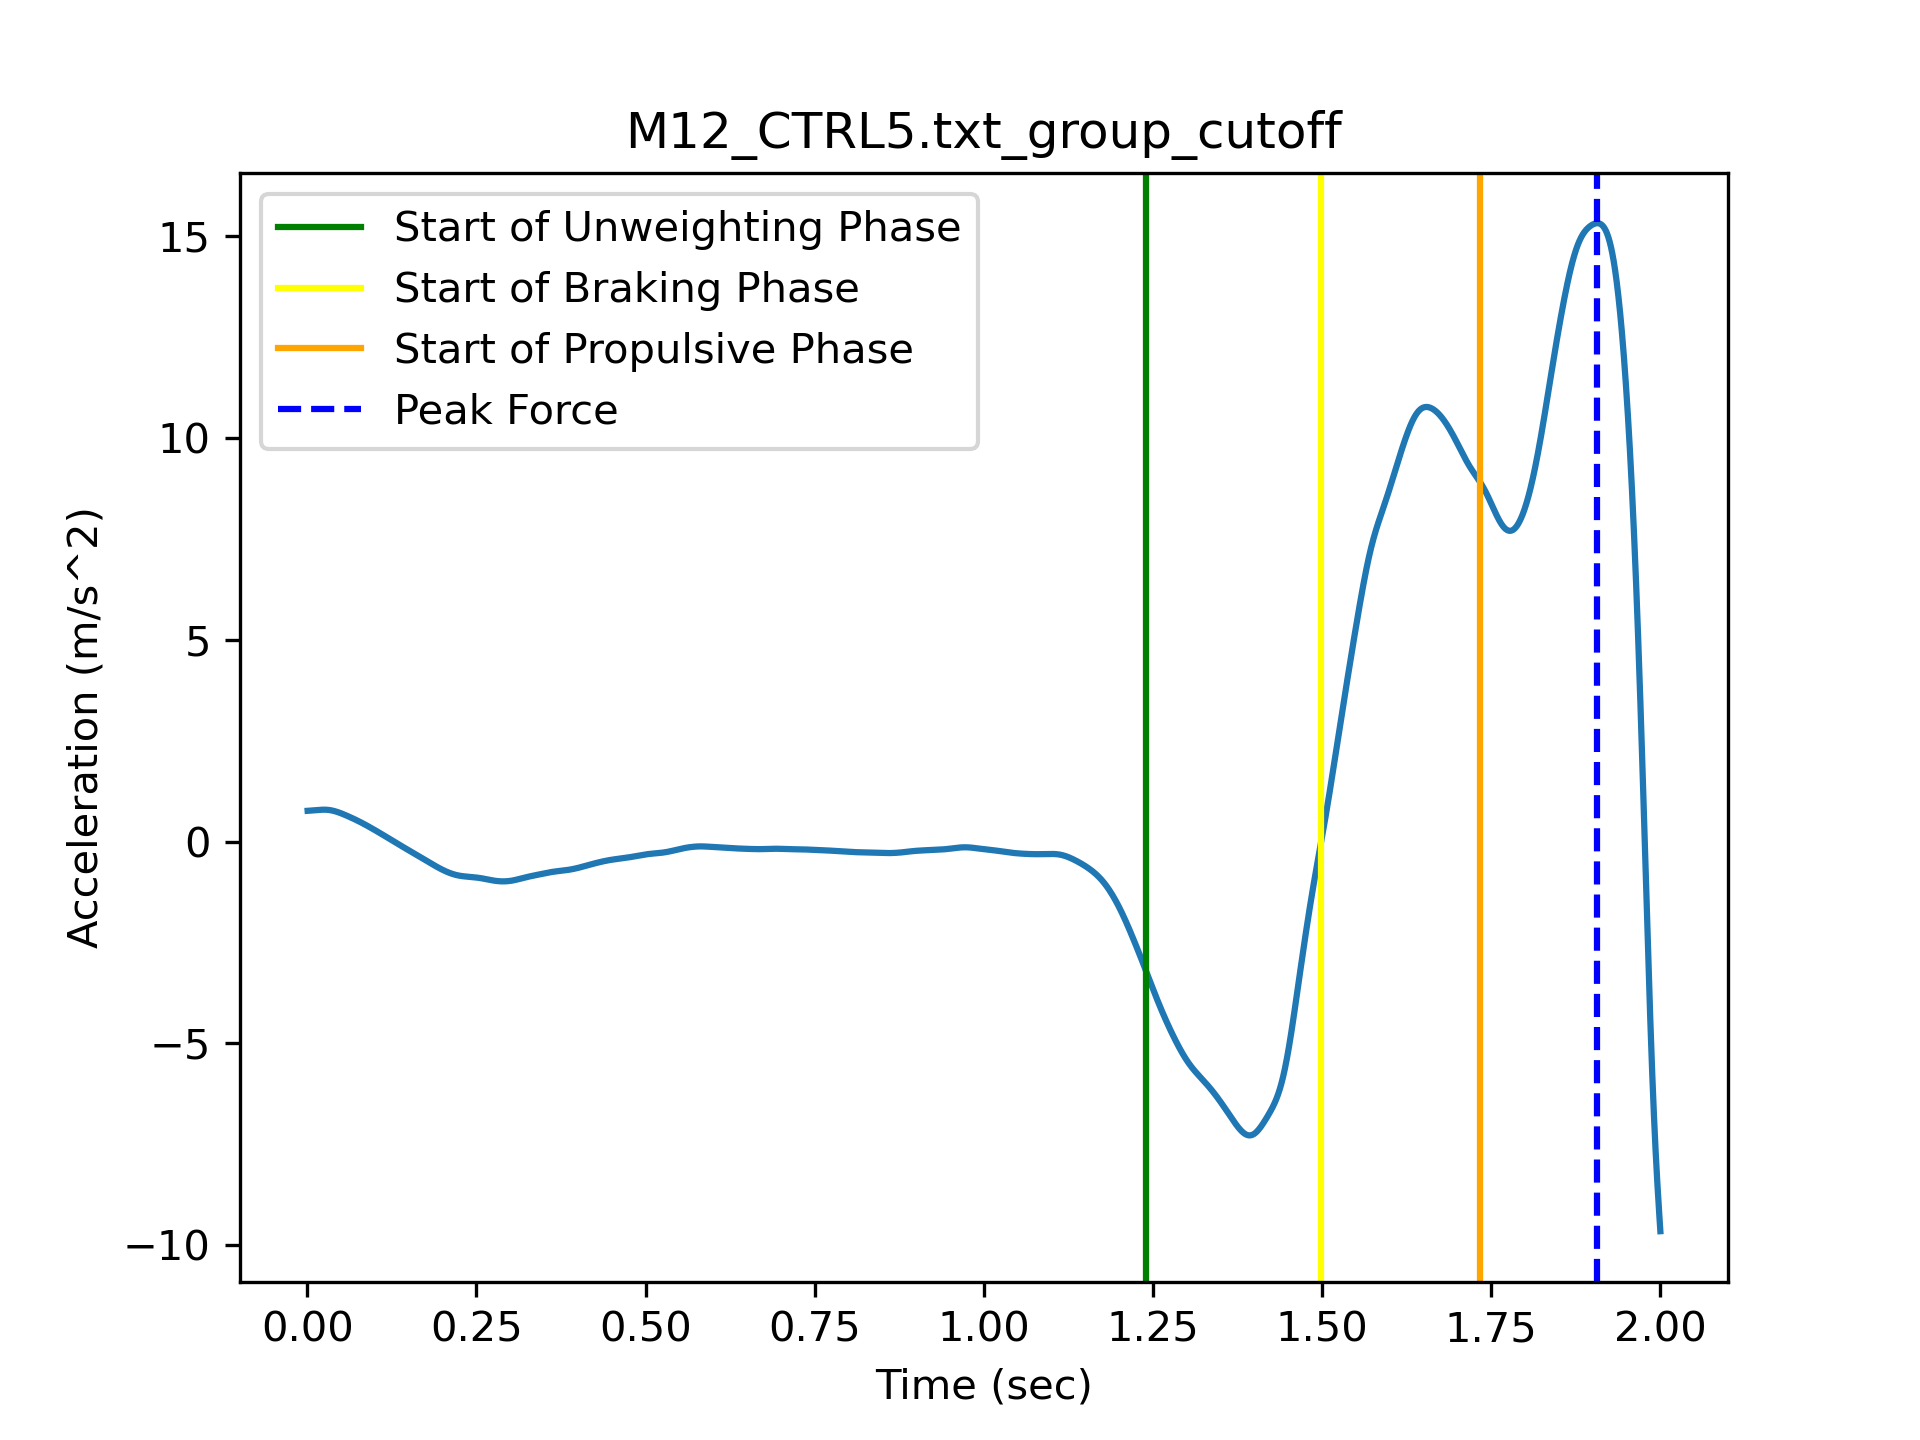 M12_CTRL5.txt_group_cutoff
Start of Unweighting Phase
Start of Braking Phase
Start of Propulsive Phase
Peak Force
15
10
5
0
−5
−10
Acceleration (m/s^2)
0.00 0.25 0.50 0.75 1.00 1.25 1.50 1.75 2.00
Time (sec)